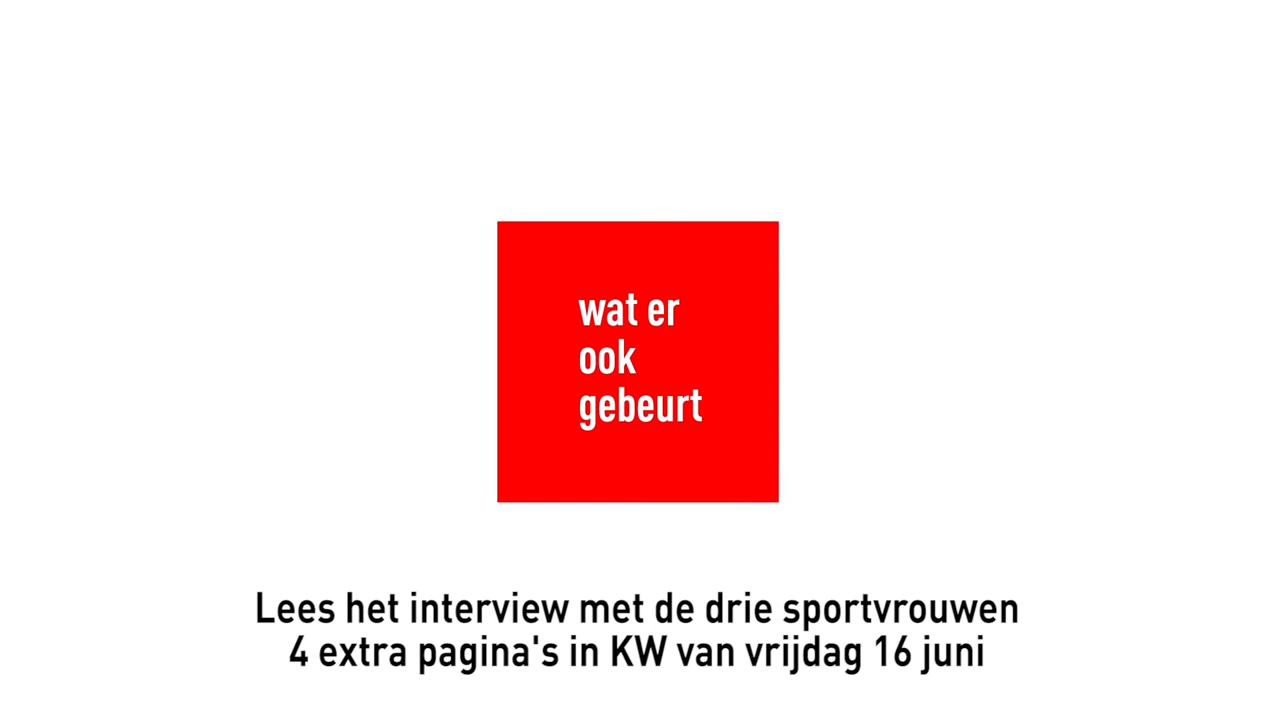 wat er
ook
gebeurt
Lees het interview met de drie sportvrouwen
4 extra pagina's in KW van vrijdag 16 juni